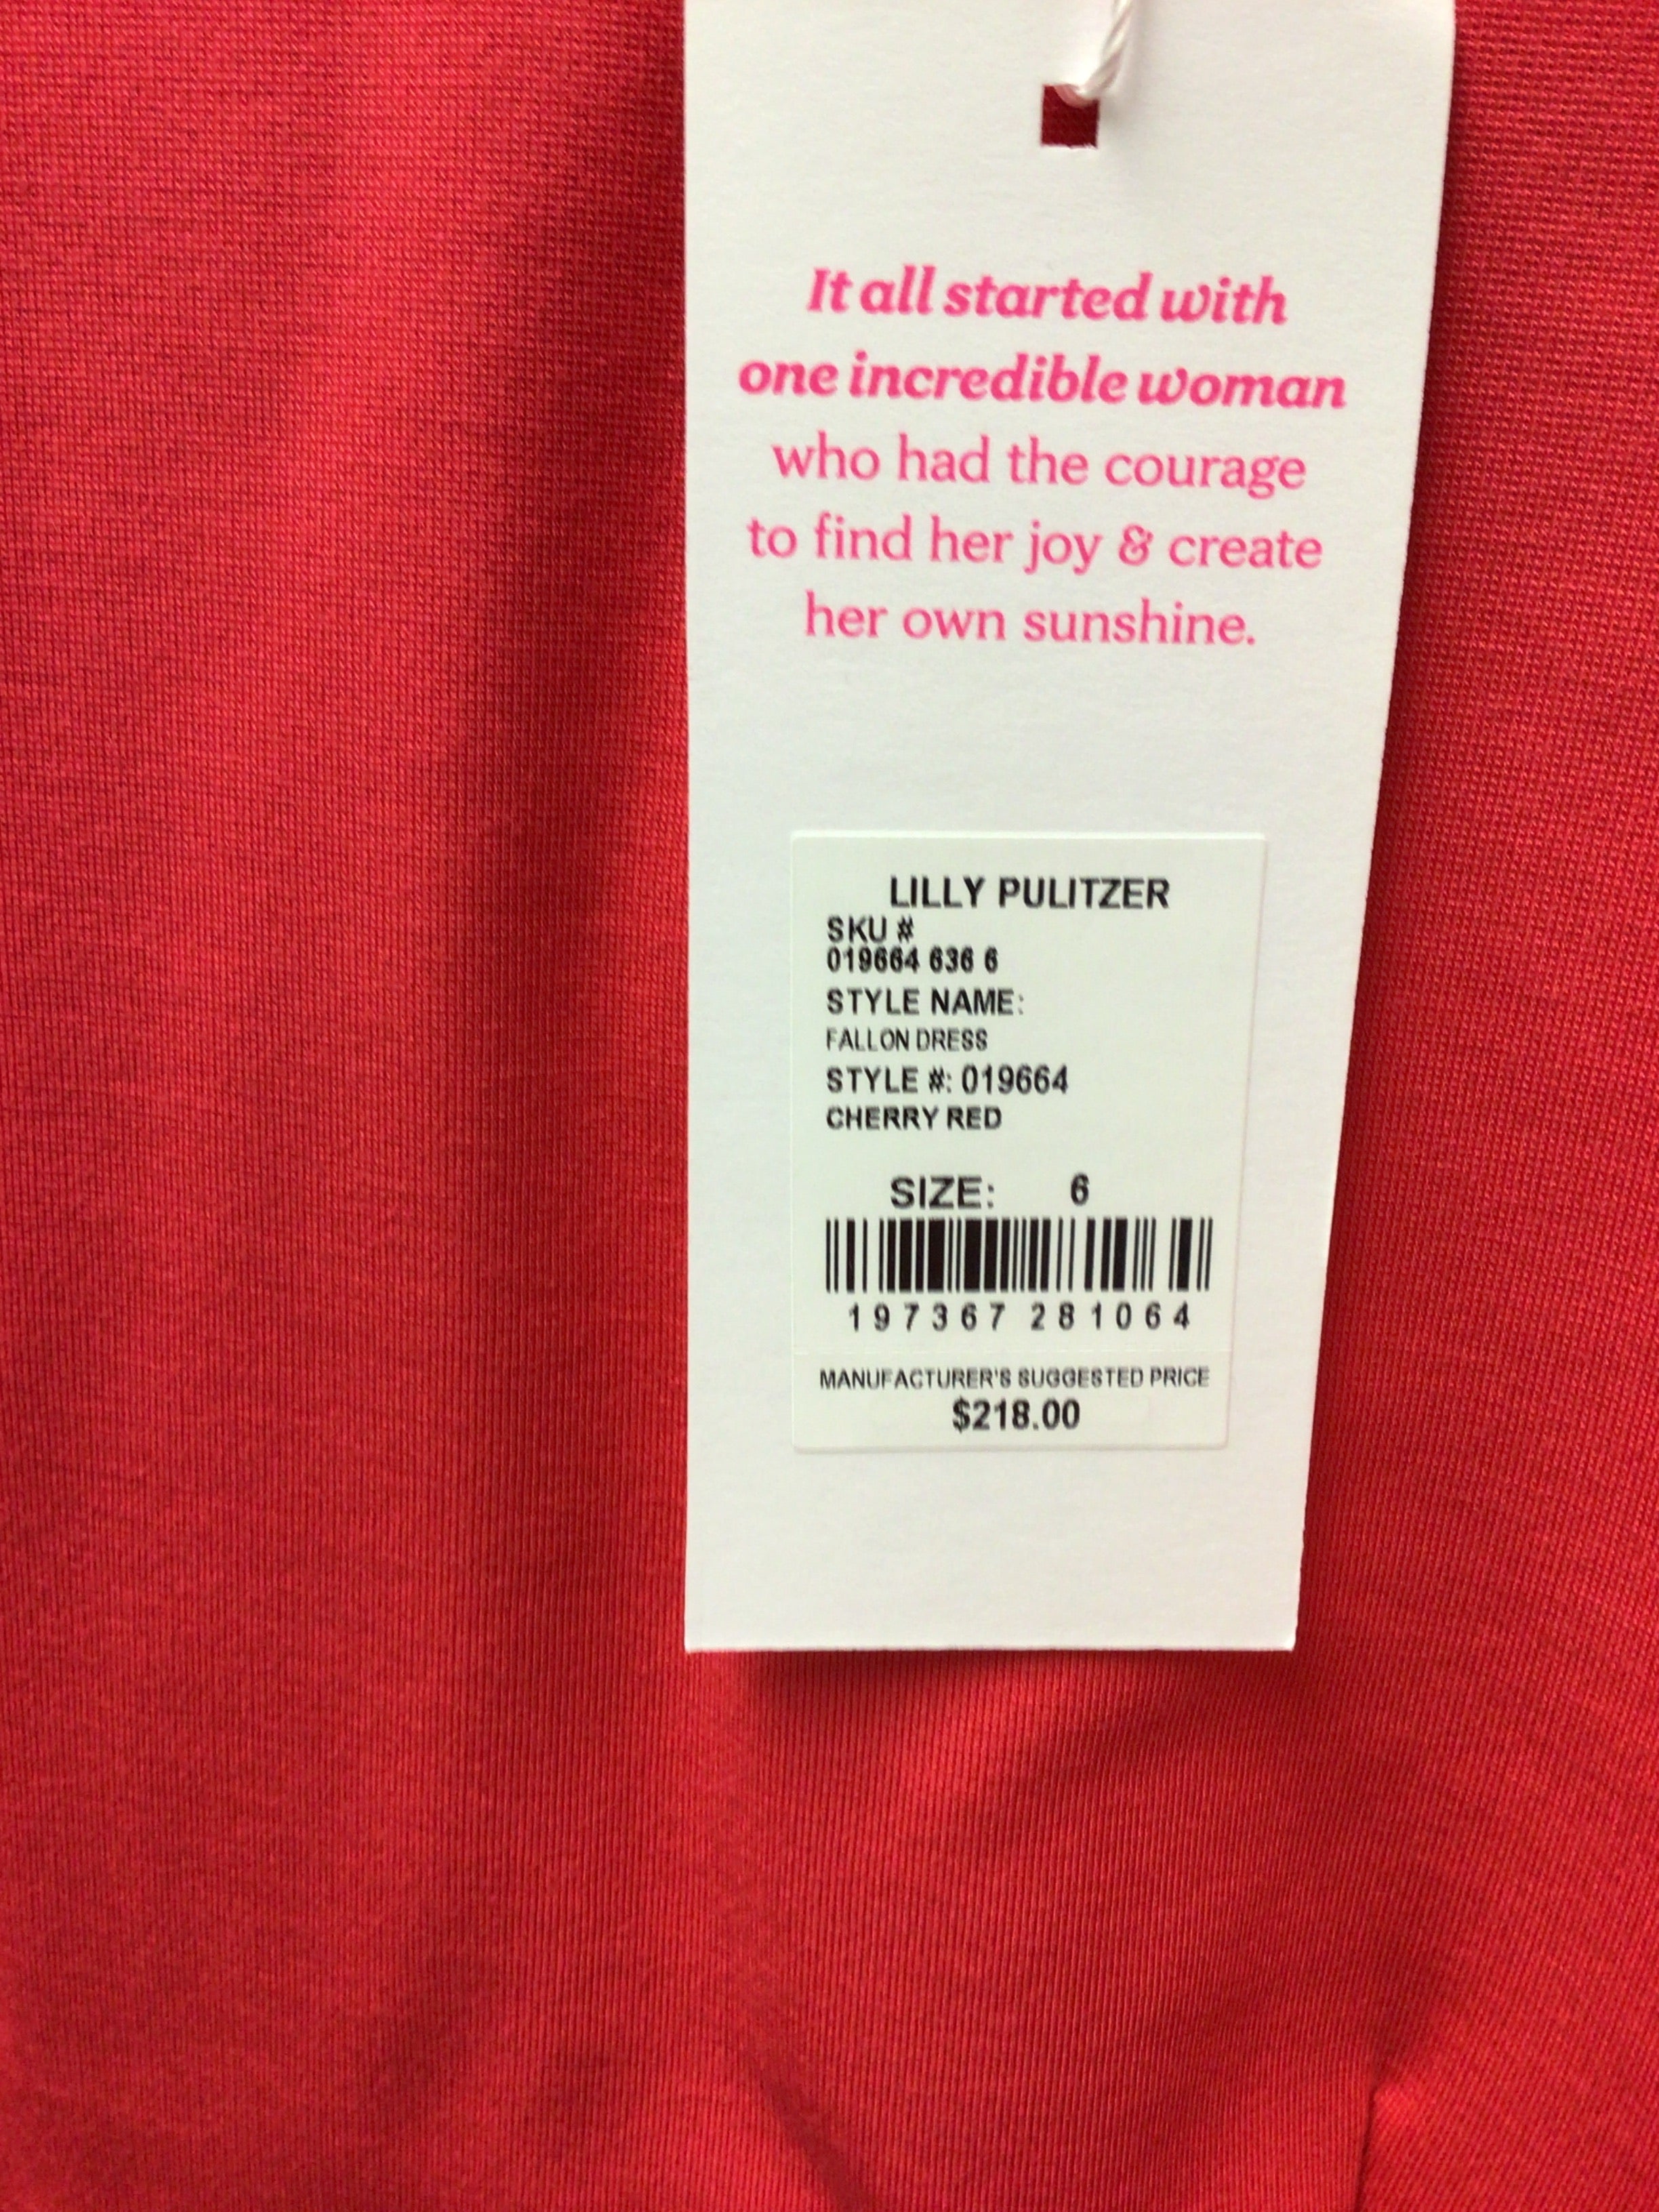 It all started with
one incredible woman
who had the courage
to find her joy & create
her own sunshine.
LILLY PULITZER
SKU #
019664 636 6
STYLE NAME:
FALLON DRESS
STYLE #: 019664
CHERRY RED
SIZE: 6
197367 281064
MANUFACTURER'S SUGGESTED PRICE
$218.00